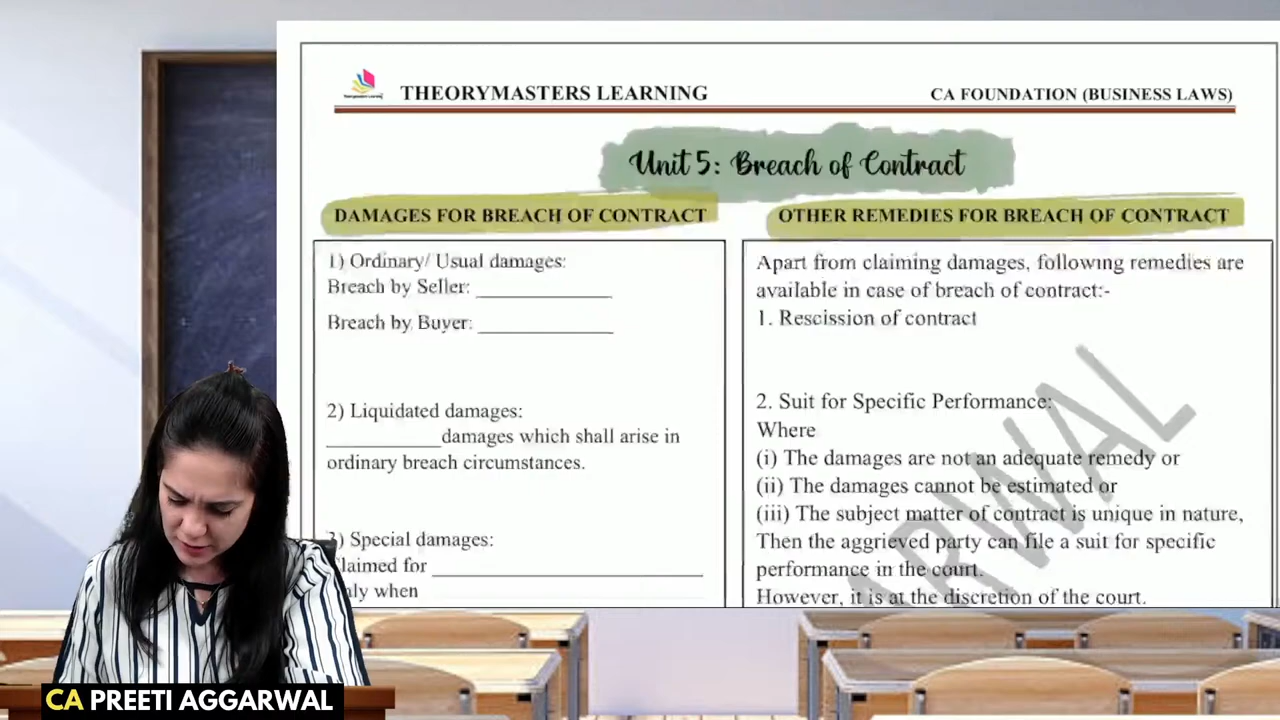 THEORYMASTERS LEARNING
CA FOUNDATION (BUSINESS LAWS)
Unit 5: Breach of Contract
DAMAGES FOR BREACH OF CONTRACT
1) Ordinary/ Usual damages:
Breach by Seller: ____________
Breach by Buyer: ____________
2) Liquidated damages:
___________damages which shall arise in
ordinary breach circumstances.
) Special damages:
laimed for __________________________
when
OTHER REMEDIES FOR BREACH OF CONTRACT
Apart from claiming damages, following remedies are
available in case of breach of contract:-
1. Rescission of contract
2. Suit for Specific Performance:
Where
(i) The damages are not an adequate remedy or
(ii) The damages cannot be estimated or
(iii) The subject matter of contract is unique in nature,
Then the aggrieved party can file a suit for specific
performance in the court.
However, it is at the discretion of the court.
ARWAL
CA PREETI AGGARWAL